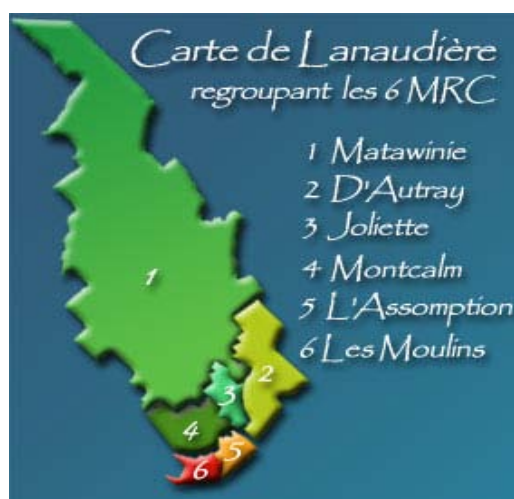 Carte de Lanaudière
regroupant les 6 MRC
1 Matawinie
2 D'Autray
3 Joliette
4 Montcalm
5 L'Assomption
6 Les Moulins
1
2
3
4
5
6